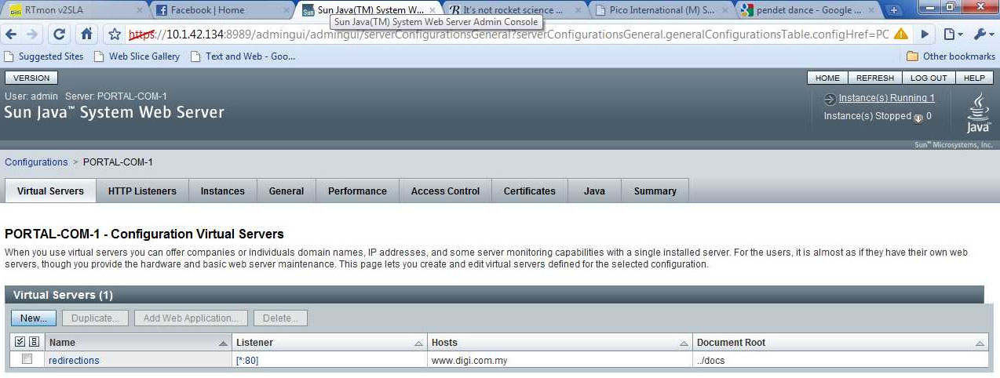 RTmon v2SLA
Facebook | Home
Sun Java(TM) System W...
It's not rocket science ...
Pico International (M) S...
pendet dance - Google ...
Sun Java(TM) System Web Server Admin Console
https://10.1.42.134:8989/admingui/admingui/serverConfigurationsGeneral?serverConfigurationsGeneral.generalConfigurationsTable.configHref=PC
Suggested Sites
Web Slice Gallery
Text and Web - Goo...
Other bookmarks
VERSION
HOME
REFRESH
LOG OUT
HELP
User: admin Server: PORTAL-COM-1
Sun Java™ System Web Server
Instance(s) Running 1
Instance(s) Stopped 0
Java™
Sun™ Microsystems, Inc.
Configurations > PORTAL-COM-1
Virtual Servers
HTTP Listeners
Instances
General
Performance
Access Control
Certificates
Java
Summary
PORTAL-COM-1 - Configuration Virtual Servers
When you use virtual servers you can offer companies or individuals domain names, IP addresses, and some server monitoring capabilities with a single installed server. For the users, it is almost as if they have their own web
servers, though you provide the hardware and basic web server maintenance. This page lets you create and edit virtual servers defined for the selected configuration.
Virtual Servers (1)
New...
Duplicate...
Add Web Application...
Delete...
Name
Listener
Hosts
Document Root
redirections
[*:80]
www.digi.com.my
../docs